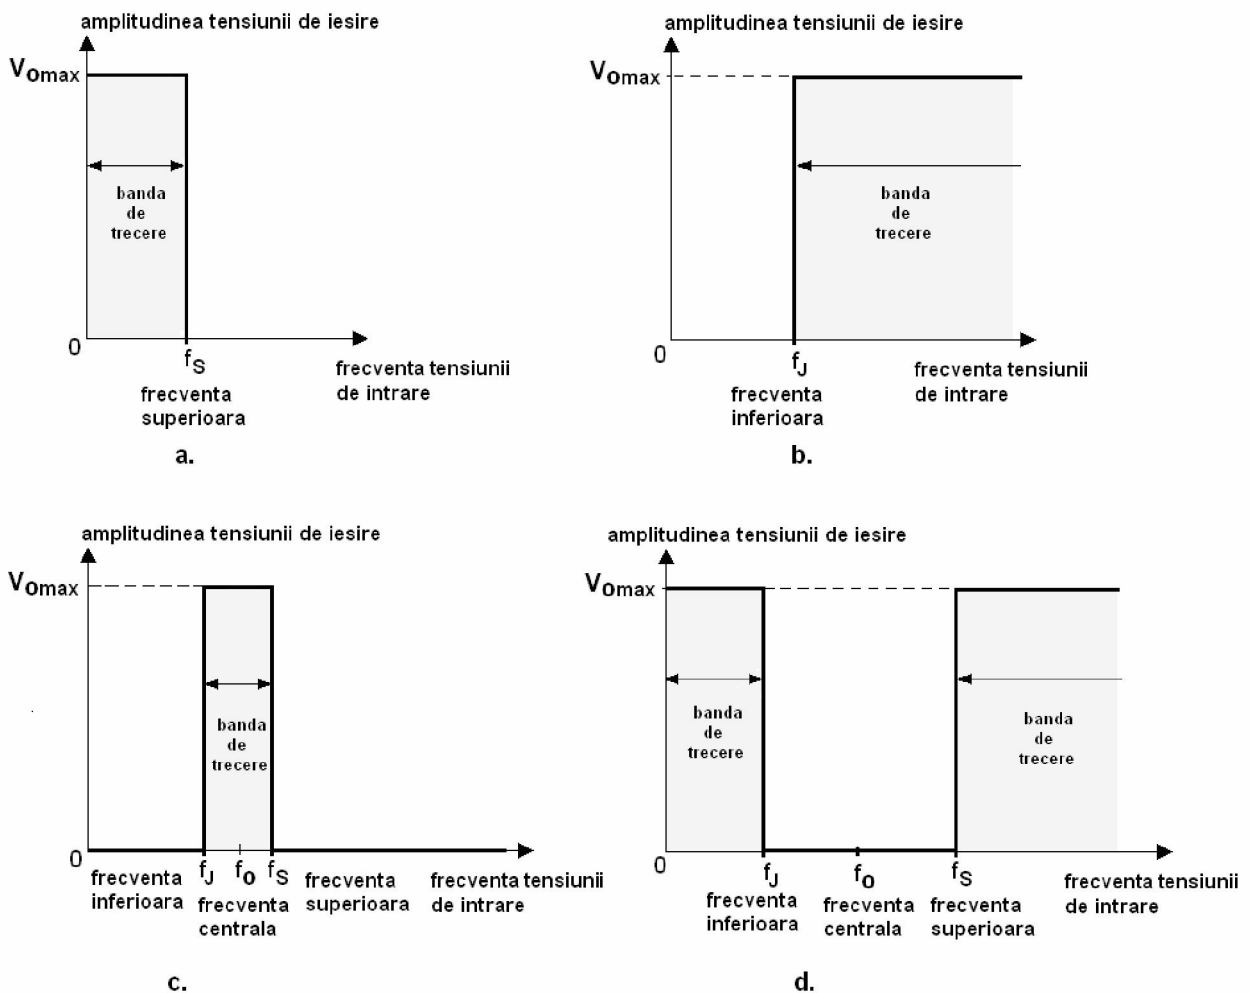 amplitudinea tensiunii de iesire
Vomax
banda
de
trecere
0
fS
frecventa tensiunii
de intrare
frecventa
superioara
a.
amplitudinea tensiunii de iesire
Vomax
banda
de
trecere
0
fJ
frecventa tensiunii
de intrare
frecventa
inferioara
b.
amplitudinea tensiunii de iesire
Vomax
banda
de
trecere
0
fJ fo fS
frecventa
inferioara
frecventa
centrala
frecventa
superioara
frecventa tensiunii
de intrare
c.
amplitudinea tensiunii de iesire
Vomax
banda
de
trecere
banda
de
trecere
0
fJ fo fS
frecventa tensiunii
de intrare
frecventa
inferioara
frecventa
centrala
frecventa
superioara
d.